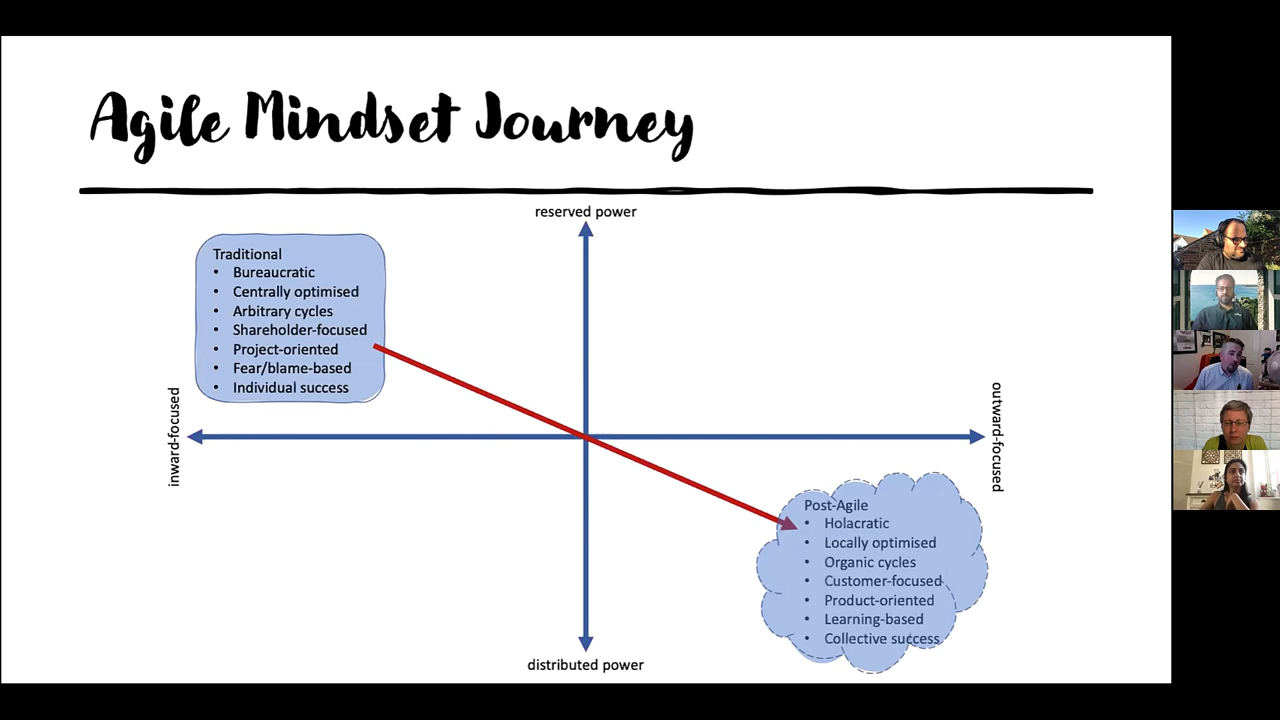 Agile Mindset Journey
reserved power
Traditional
• Bureaucratic
• Centrally optimised
• Arbitrary cycles
• Shareholder-focused
• Project-oriented
• Fear/blame-based
• Individual success
inward-focused
outward-focused
Post-Agile
• Holacratic
• Locally optimised
• Organic cycles
• Customer-focused
• Product-oriented
• Learning-based
• Collective success
distributed power